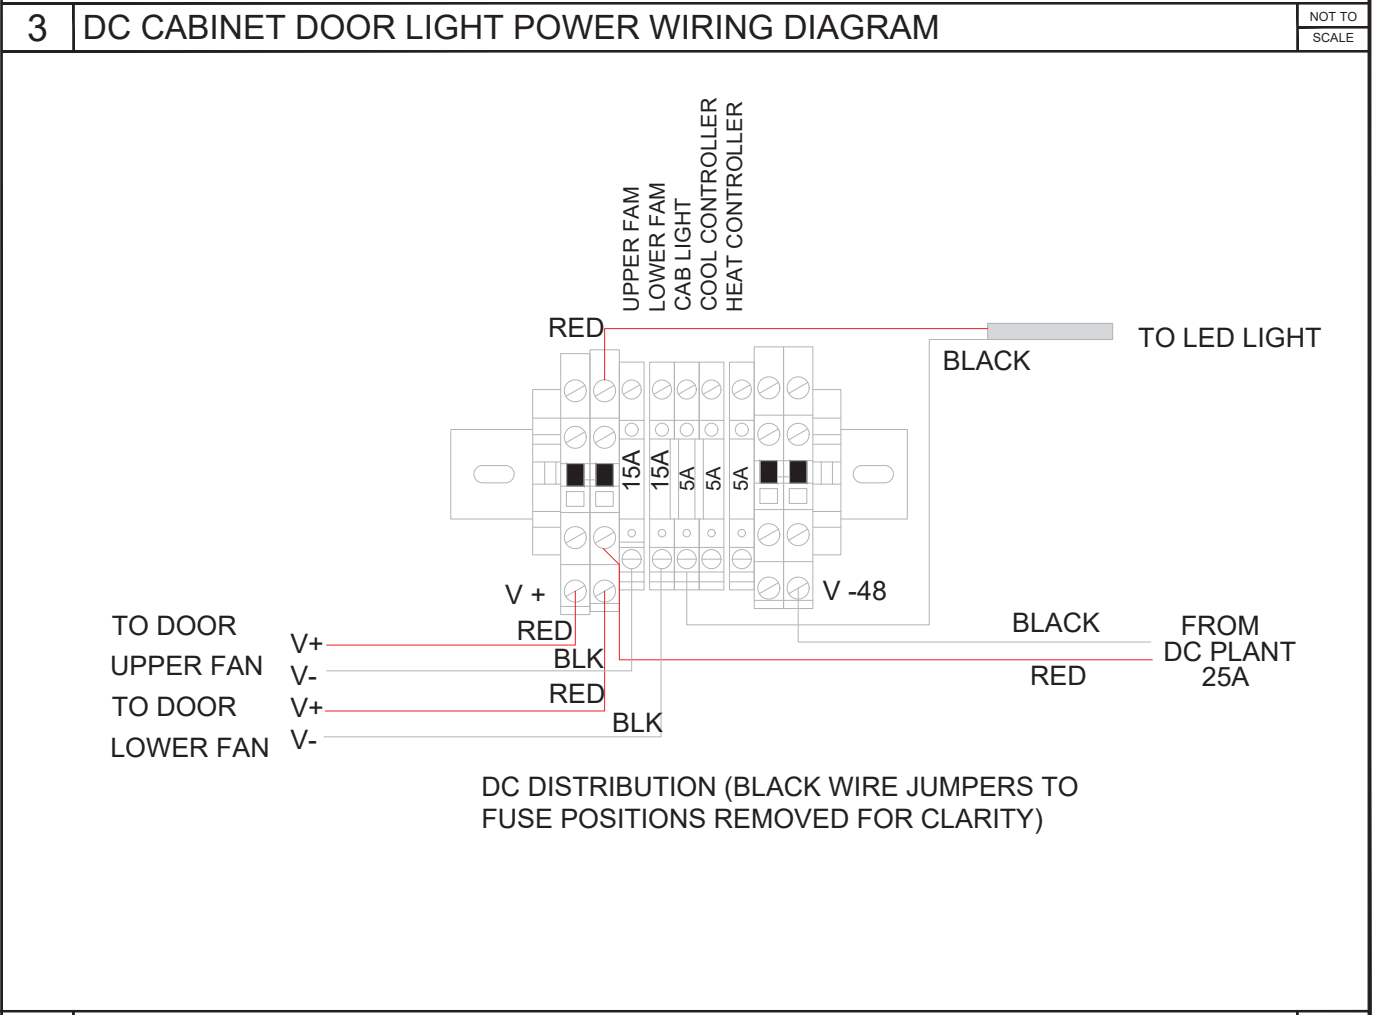 3
DC CABINET DOOR LIGHT POWER WIRING DIAGRAM
NOT TO
SCALE
UPPER FAM
LOWER FAM
CAB LIGHT
COOL CONTROLLER
HEAT CONTROLLER
RED
TO LED LIGHT
BLACK
15A
15A
5A
5A
5A
V +
V -48
TO DOOR
UPPER FAN
V+
V-
RED
BLK
TO DOOR
LOWER FAN
V+
V-
RED
BLK
BLACK
RED
FROM
DC PLANT
25A
DC DISTRIBUTION (BLACK WIRE JUMPERS TO
FUSE POSITIONS REMOVED FOR CLARITY)